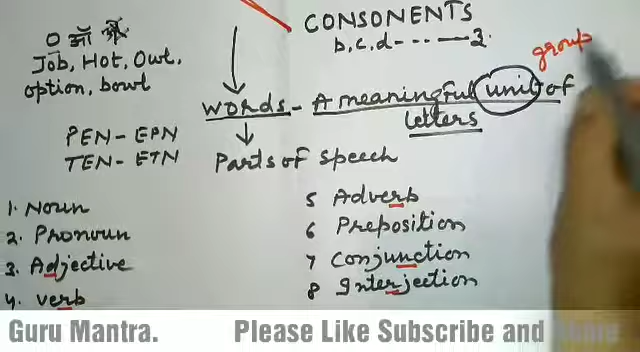 CONSONENTS
b, c, d - - - - — z.
O ऑ
Job, Hot, Owl,
option, bowl
group
words - A meaningful unit of
letters
PEN - EPN
TEN - ETN
Parts of speech
1. Noun
2. Pronoun
3. Adjective
4. verb
5 Adverb
6 Preposition
7 Conjunction
8 Interjection
Guru Mantra. Please Like Subscribe and Share